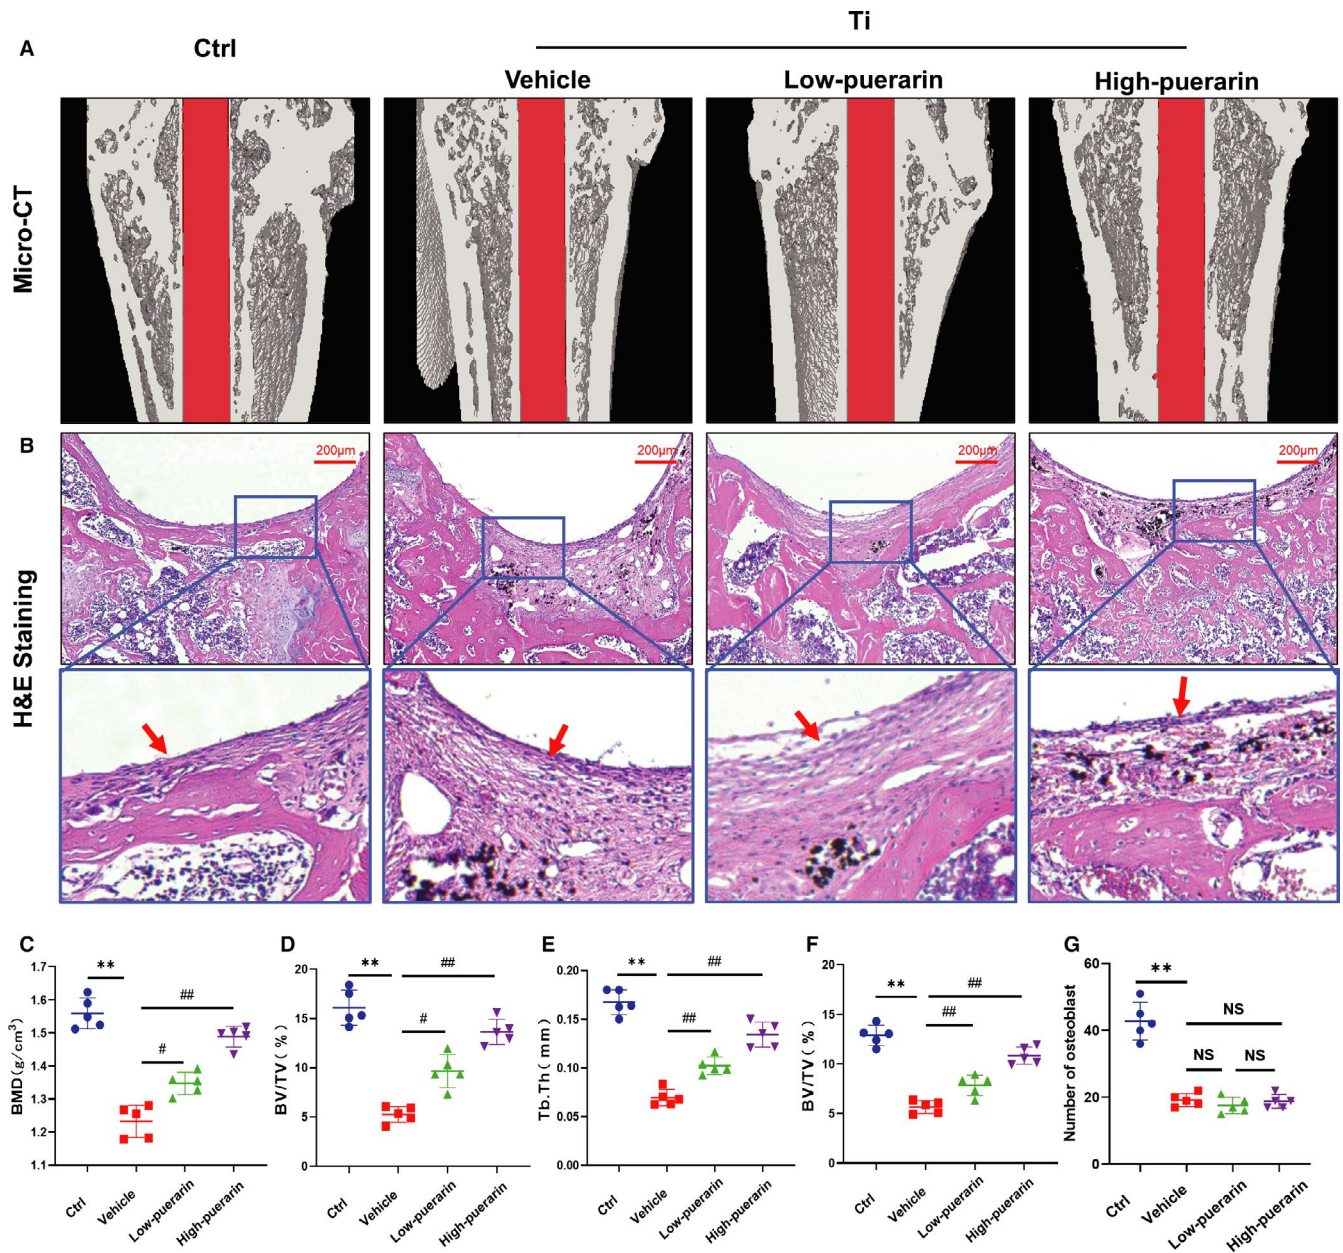 Ti
A
Ctrl
Vehicle
Low-puerarin
High-puerarin
Micro-CT
B
200μm
200μm
200μm
200μm
H&E Staining
C
BMD(g/cm³)
1.7
1.6
1.5
1.4
1.3
1.2
1.1
**
##
#
Ctrl
Vehicle
Low-puerarin
High-puerarin
D
BV/TV( %)
20
15
10
5
0
**
##
#
Ctrl
Vehicle
Low-puerarin
High-puerarin
E
Tb.Th( mm)
0.20
0.15
0.10
0.05
0.00
**
##
##
Ctrl
Vehicle
Low-puerarin
High-puerarin
F
BV/TV( %)
20
15
10
5
0
**
##
##
Ctrl
Vehicle
Low-puerarin
High-puerarin
G
Number of osteoblast
60
40
20
0
**
NS
NS
NS
Ctrl
Vehicle
Low-puerarin
High-puerarin